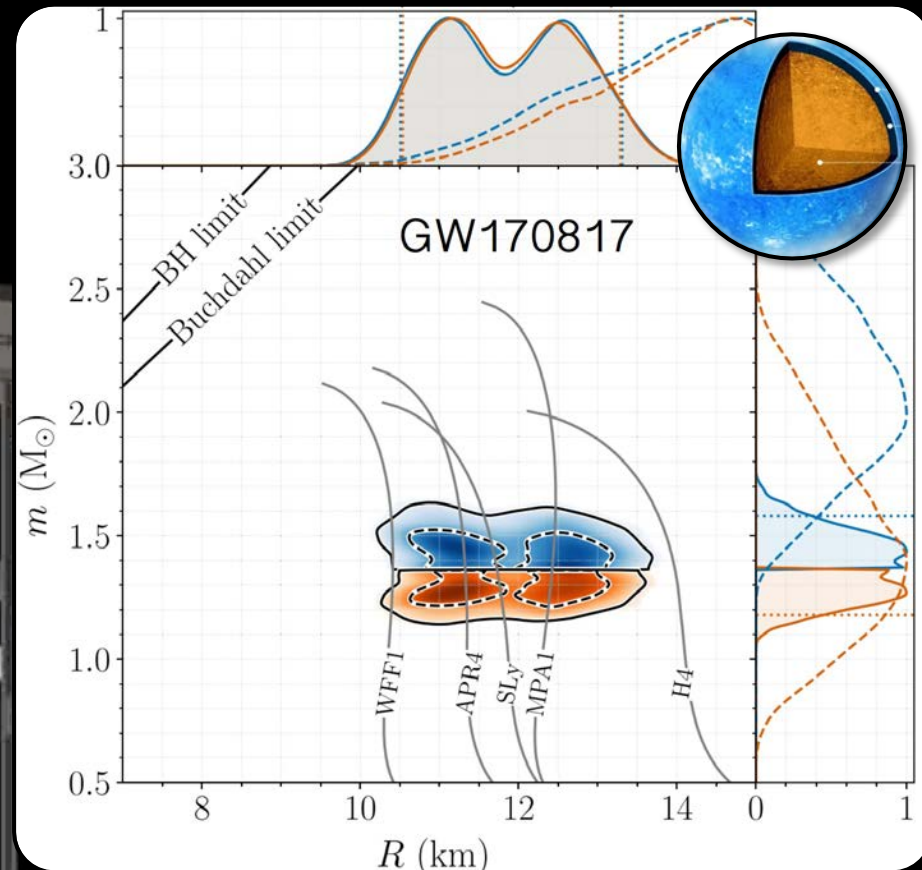 1
3.0
BH limit
Buchdahl limit
GW170817
2.5
2.0
1.5
1.0
0.5
m (M⊙)
WFF1
APR4
SLy
MPA1
H4
8
10
12
14
0
1
R (km)